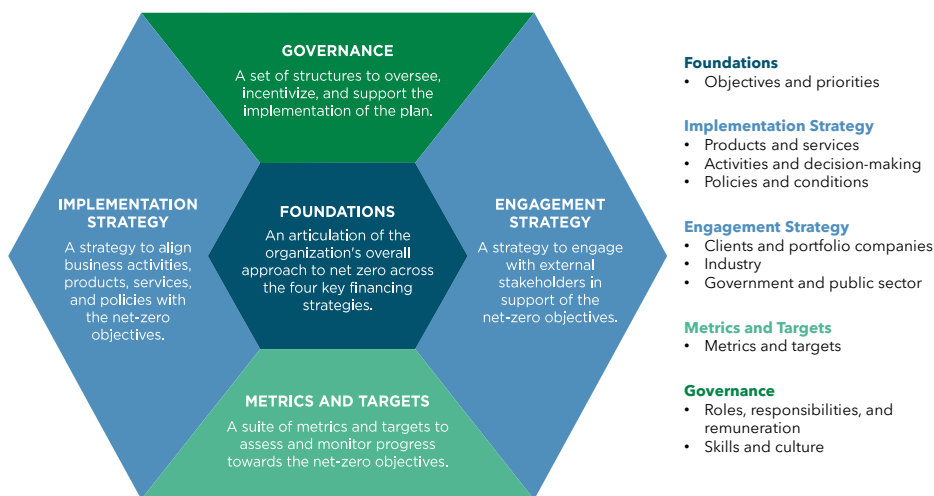 GOVERNANCE
A set of structures to oversee,
incentivize, and support the
implementation of the plan.
IMPLEMENTATION
STRATEGY
A strategy to align
business activities,
products, services,
and policies with
the net-zero
objectives.
FOUNDATIONS
An articulation of the
organization's overall
approach to net zero across
the four key financing
strategies.
ENGAGEMENT
STRATEGY
A strategy to engage
with external
stakeholders in
support of the
net-zero objectives.
METRICS AND TARGETS
A suite of metrics and targets to
assess and monitor progress
towards the net-zero objectives.
Foundations
• Objectives and priorities
Implementation Strategy
• Products and services
• Activities and decision-making
• Policies and conditions
Engagement Strategy
• Clients and portfolio companies
• Industry
• Government and public sector
Metrics and Targets
• Metrics and targets
Governance
• Roles, responsibilities, and
remuneration
• Skills and culture